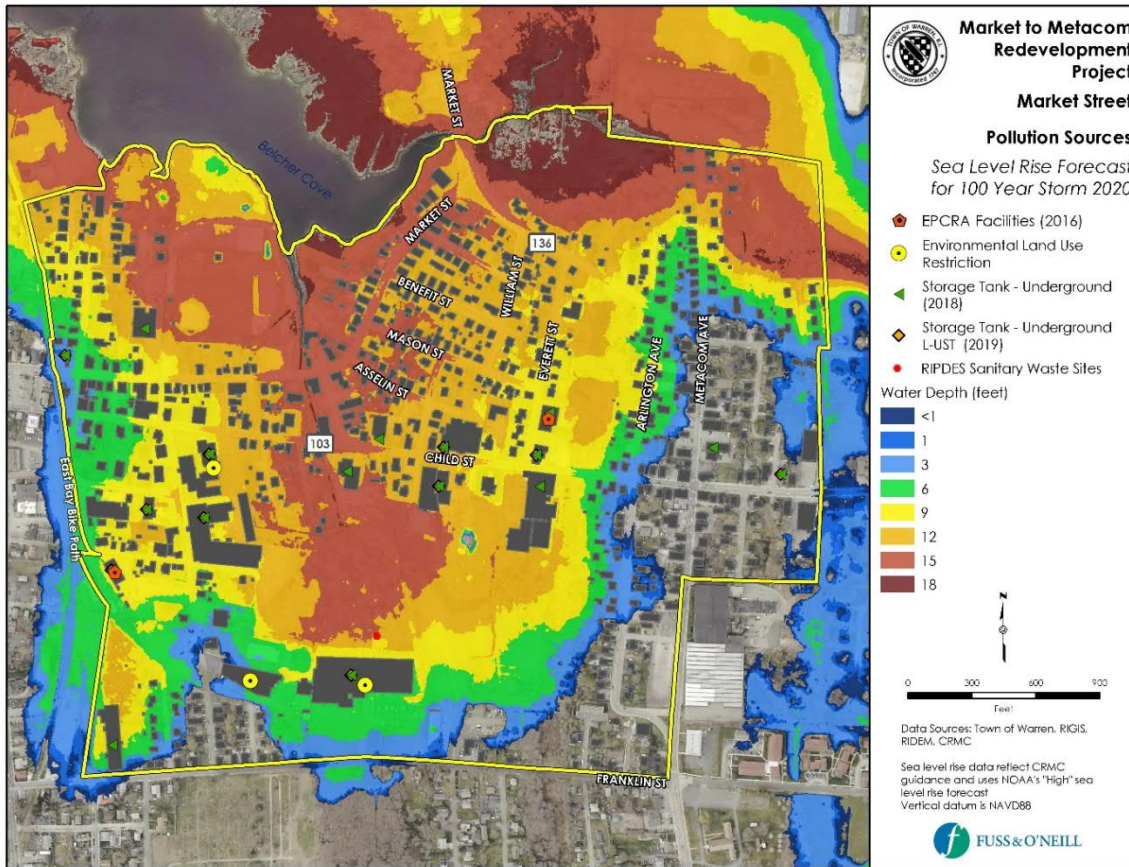 Market to Metacom
Redevelopment
Project
Market Street
Pollution Sources
Sea Level Rise Forecast
for 100 Year Storm 2020
EPCRA Facilities (2016)
Environmental Land Use
Restriction
Storage Tank - Underground
(2018)
Storage Tank - Underground
L-UST (2019)
RIPDES Sanitary Waste Sites
Water Depth (feet)
<1
1
3
6
9
12
15
18
N
0 300 600 900
Feet
Data Sources: Town of Warren, RIGIS,
RIDEM, CRMC
Sea level rise data reflect CRMC
guidance and uses NOAA's "High" sea
level rise forecast
Vertical datum is NAVD88
FUSS & O'NEILL
TOWN OF WARREN, R.I.
MARKET ST
Belcher Cove
MARKET ST
136
WILLIAM ST
BENEFIT ST
MASON ST
EVERETT ST
ASSELIN ST
ARLINGTON AVE
METACOM AVE
103
CHILD ST
East Bay Bike Path
FRANKLIN ST